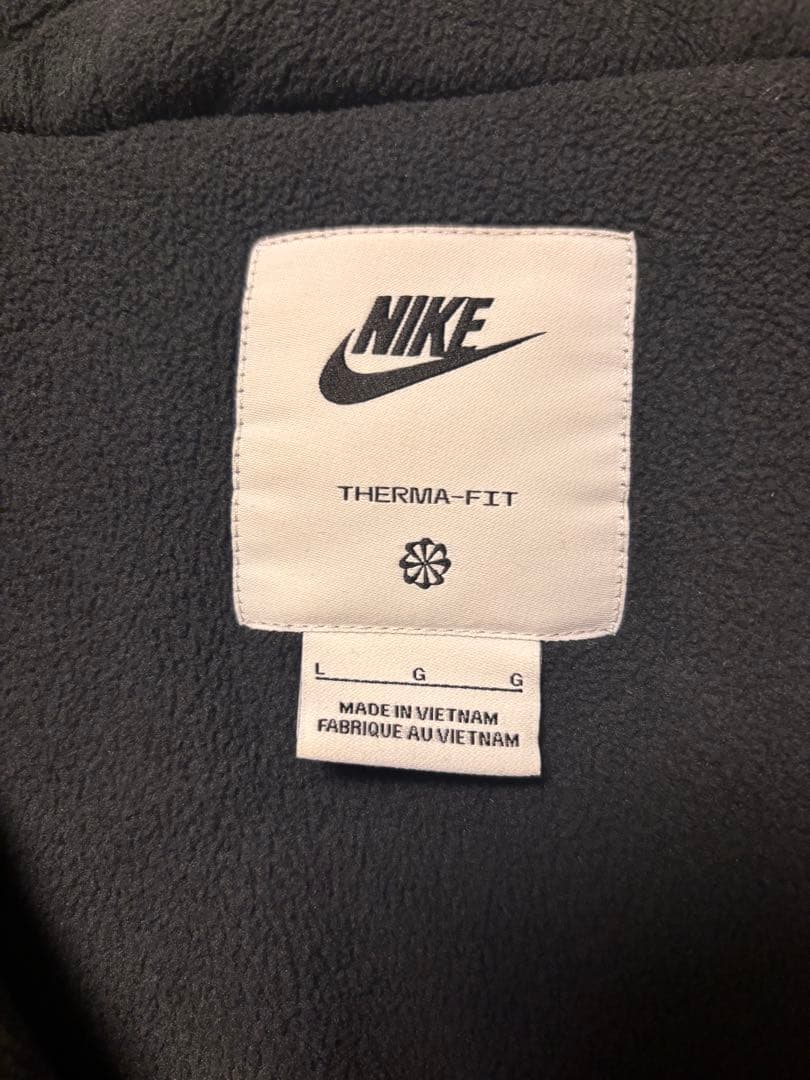 NIKE
THERMA-FIT
L G G
MADE IN VIETNAM
FABRIQUE AU VIETNAM